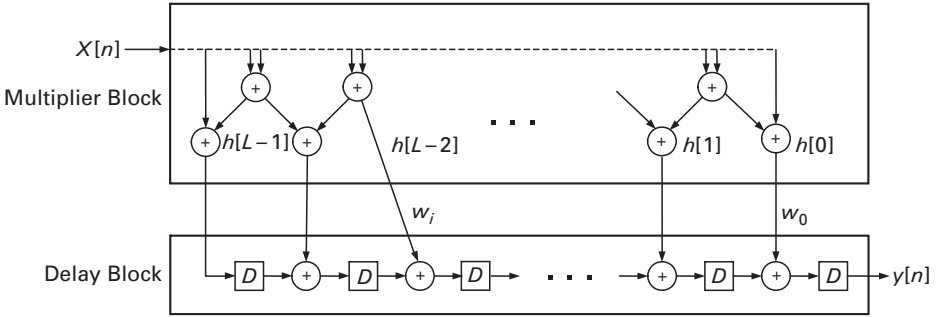 X[n]
+ +
+
Multiplier Block
. . .
+ h[L−1] + h[L−2] + h[1] + h[0]
w_i w_0
Delay Block
D + D + D . . . + D + D y[n]